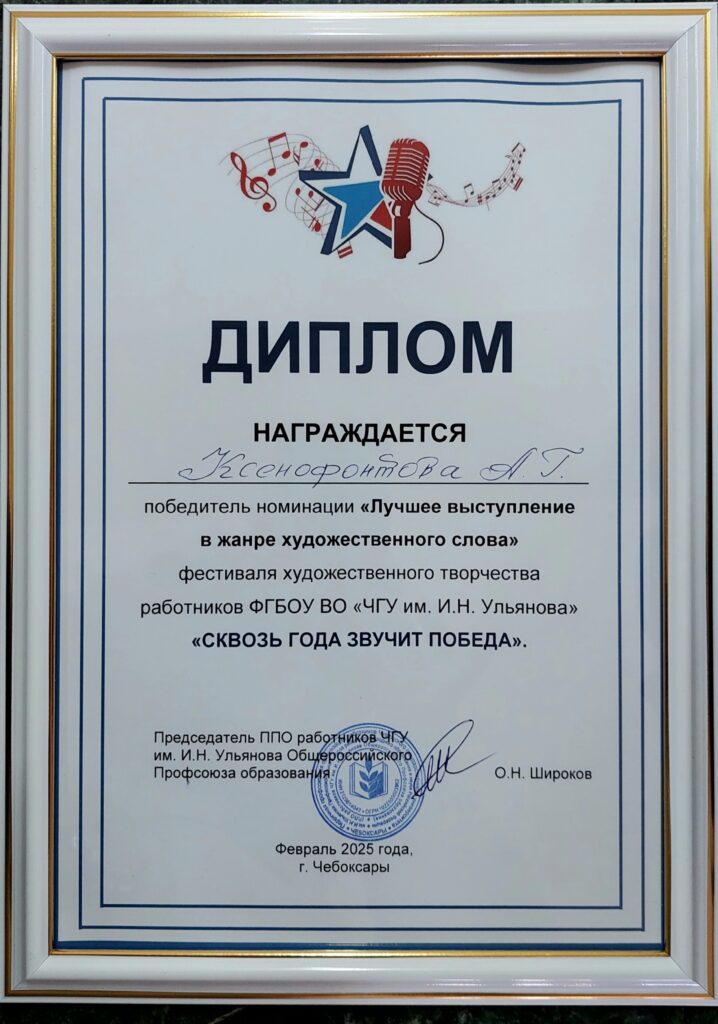 ДИПЛОМ
НАГРАЖДАЕТСЯ
Ксенофонтова А.Г.
победитель номинации «Лучшее выступление
в жанре художественного слова»
фестиваля художественного творчества
работников ФГБОУ ВО «ЧГУ им. И.Н. Ульянова»
«СКВОЗЬ ГОДА ЗВУЧИТ ПОБЕДА».
Председатель ППО работников ЧГУ
им. И.Н. Ульянова Общероссийского
Профсоюза образования
О.Н. Широков
ЧЕБОКСАРЫ
Февраль 2025 года,
г. Чебоксары